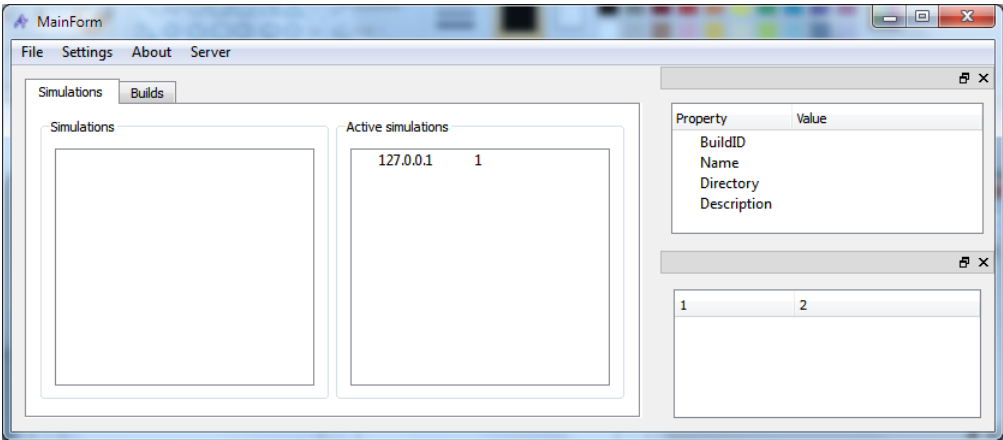 MainForm
File Settings About Server
Simulations Builds
Simulations
Active simulations
127.0.0.1 1
Property Value
BuildID
Name
Directory
Description
1 2